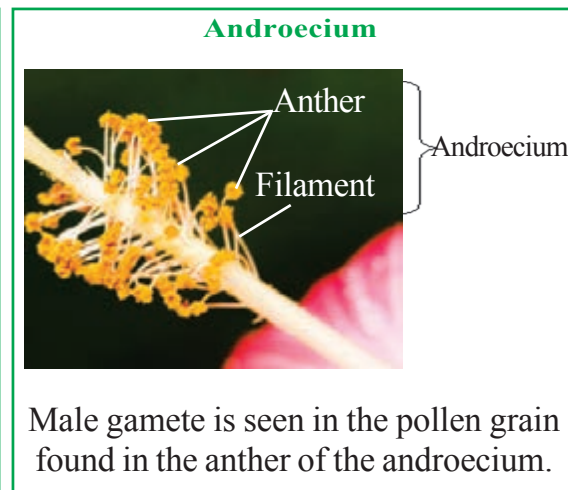 Androecium
Anther
Androecium
Filament
Male gamete is seen in the pollen grain
found in the anther of the androecium.